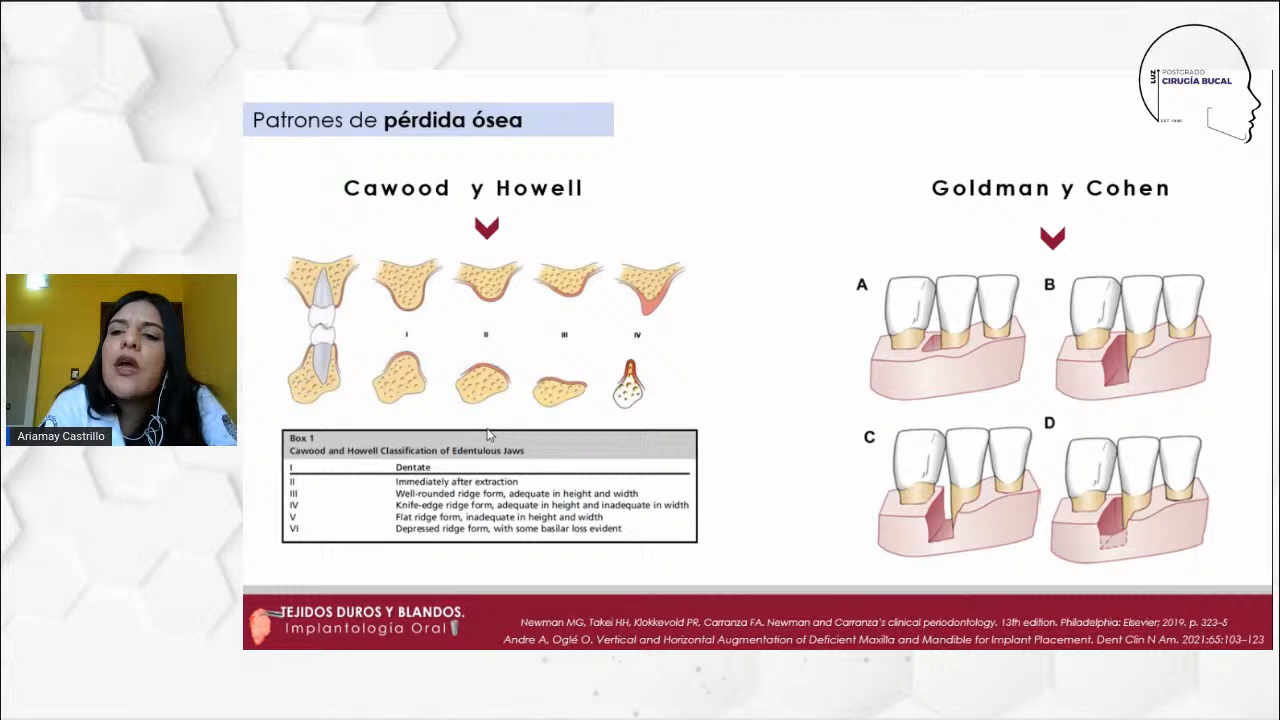 LUZ
POSTGRADO
CIRUGÍA BUCAL
EST 1995
Patrones de pérdida ósea
Cawood y Howell
Goldman y Cohen
I II III IV
A
B
C
D
Box 1
Cawood and Howell Classification of Edentulous Jaws
I Dentate
II Immediately after extraction
III Well-rounded ridge form, adequate in height and width
IV Knife-edge ridge form, adequate in height and inadequate in width
V Flat ridge form, inadequate in height and width
VI Depressed ridge form, with some basilar loss evident
Ariamay Castrillo
TEJIDOS DUROS Y BLANDOS.
Implantología Oral
Newman MG, Takei HH, Klokkevold PR, Carranza FA. Newman and Carranza's clinical periodontology. 13th edition. Philadelphia: Elsevier; 2019. p. 323–5
Andre A, Oglé O. Vertical and Horizontal Augmentation of Deficient Maxilla and Mandible for Implant Placement. Dent Clin N Am. 2021:65:103–123